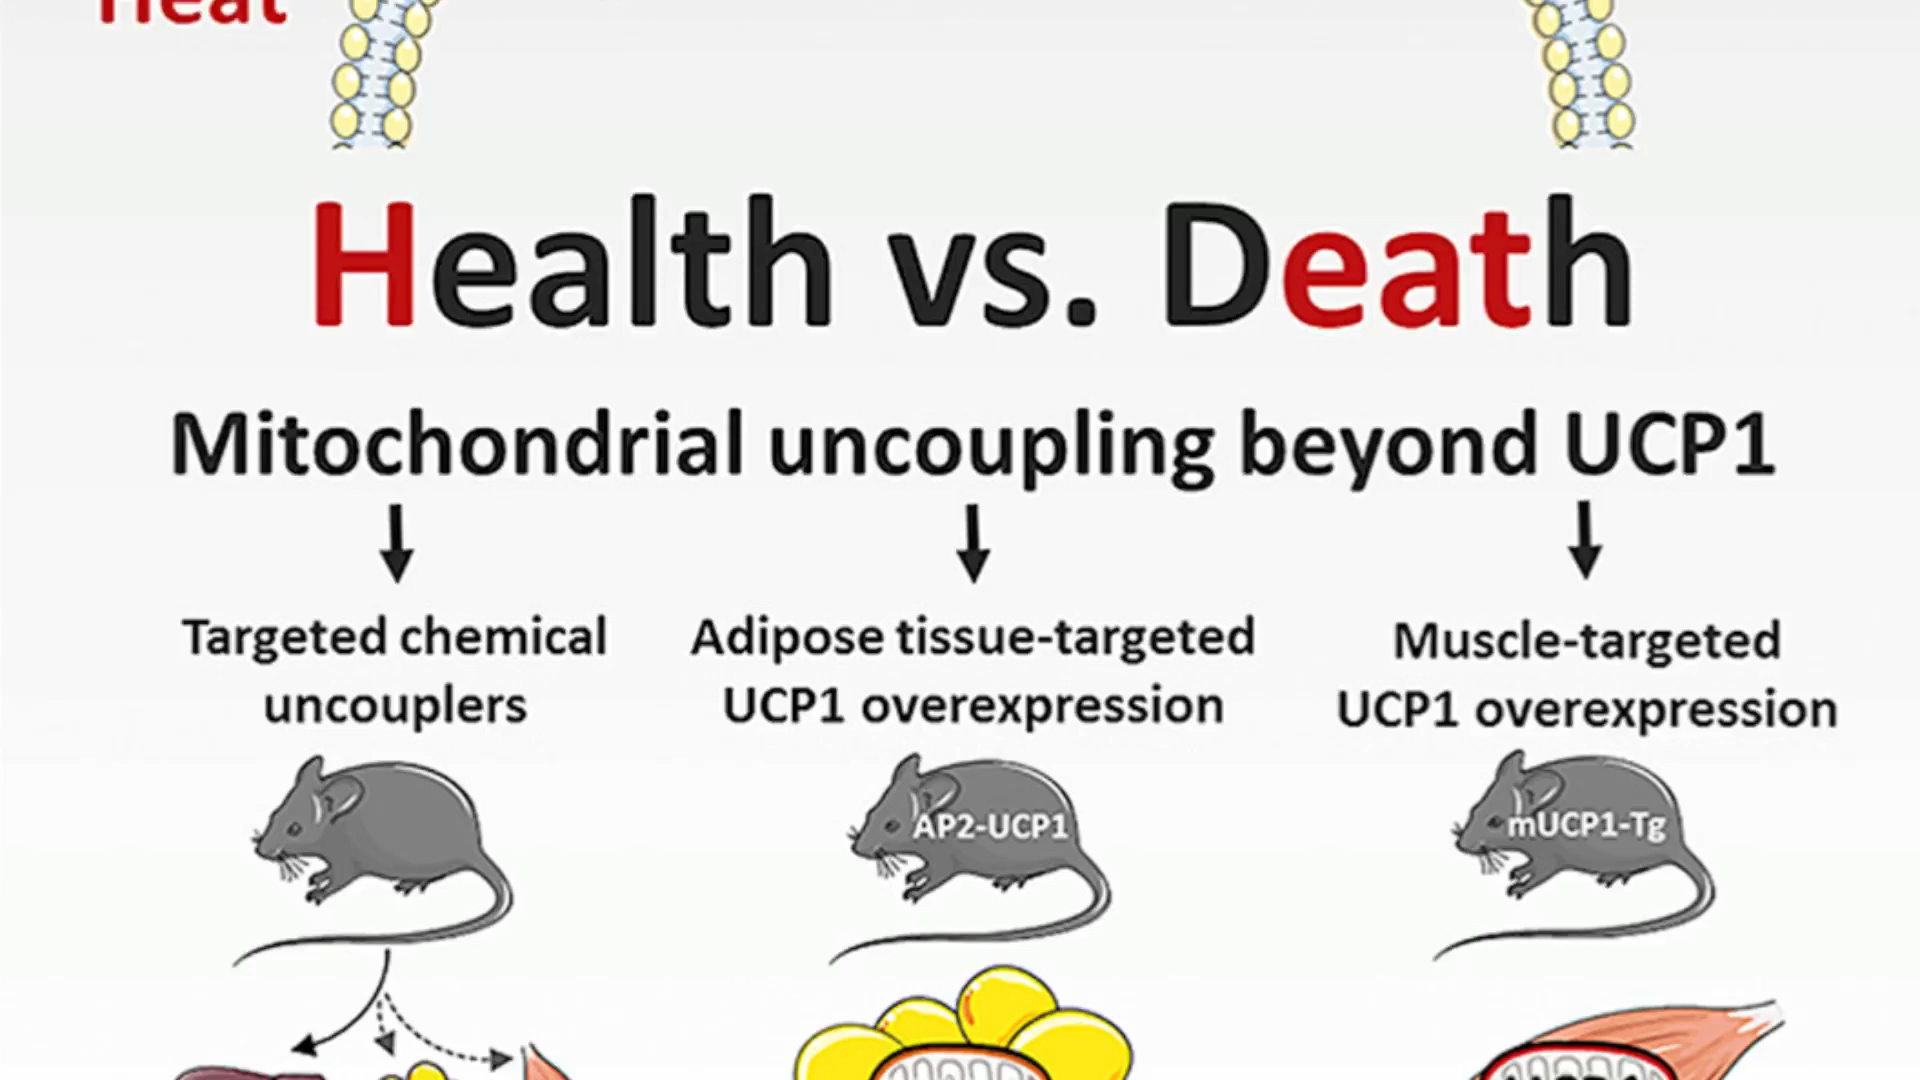 Heat
Health vs. Death
Mitochondrial uncoupling beyond UCP1
Targeted chemical
uncouplers
Adipose tissue-targeted
UCP1 overexpression
Muscle-targeted
UCP1 overexpression
AP2-UCP1
mUCP1-Tg